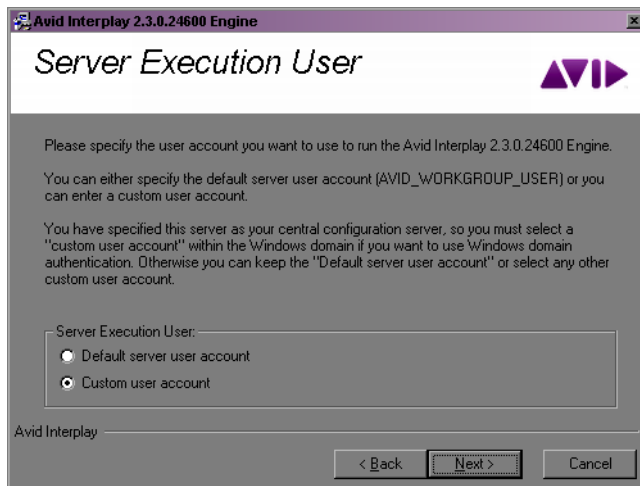 Avid Interplay 2.3.0.24600 Engine
Server Execution User
AVID
Please specify the user account you want to use to run the Avid Interplay 2.3.0.24600 Engine.
You can either specify the default server user account (AVID_WORKGROUP_USER) or you
can enter a custom user account.
You have specified this server as your central configuration server, so you must select a
"custom user account" within the Windows domain if you want to use Windows domain
authentication. Otherwise you can keep the "Default server user account" or select any other
custom user account.
Server Execution User:
Default server user account
Custom user account
Avid Interplay
< Back
Next >
Cancel